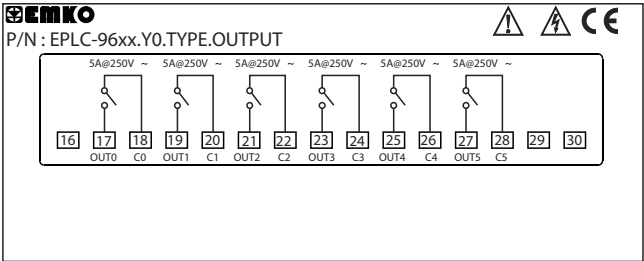 EMKO
P/N : EPLC-96xx.Y0.TYPE.OUTPUT
CE
5A@250V ~ 5A@250V ~ 5A@250V ~ 5A@250V ~ 5A@250V ~ 5A@250V ~
16 17 18 19 20 21 22 23 24 25 26 27 28 29 30
OUT0 C0 OUT1 C1 OUT2 C2 OUT3 C3 OUT4 C4 OUT5 C5